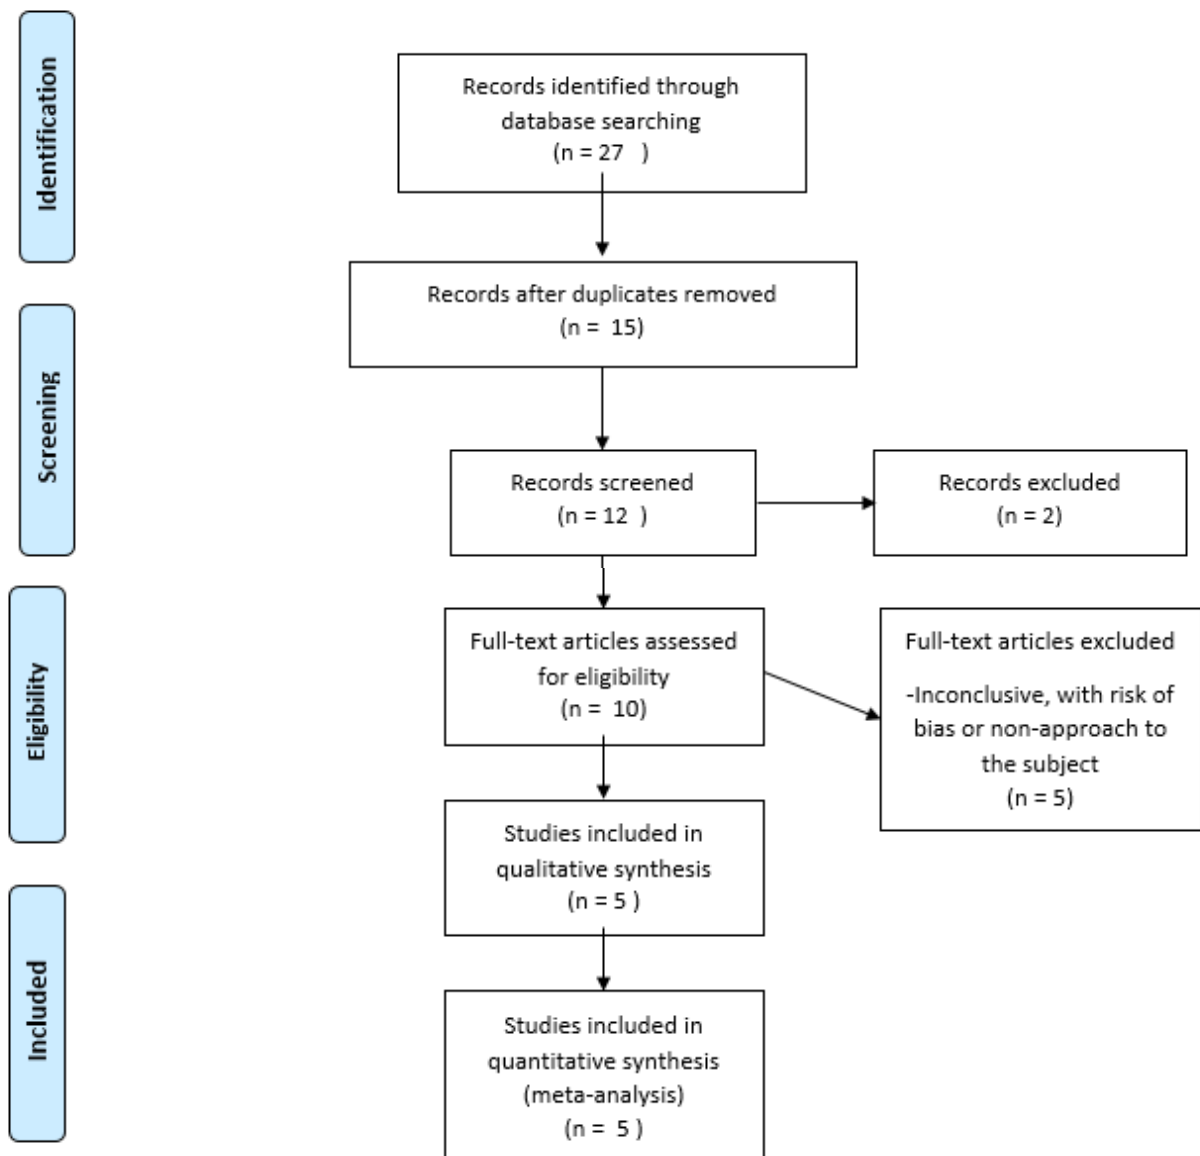 Identification
Records identified through
database searching
(n = 27 )
Records after duplicates removed
(n = 15)
Screening
Records screened
(n = 12 )
Records excluded
(n = 2)
Eligibility
Full-text articles assessed
for eligibility
(n = 10)
Full-text articles excluded
-Inconclusive, with risk of
bias or non-approach to
the subject
(n = 5)
Studies included in
qualitative synthesis
(n = 5 )
Included
Studies included in
quantitative synthesis
(meta-analysis)
(n = 5 )